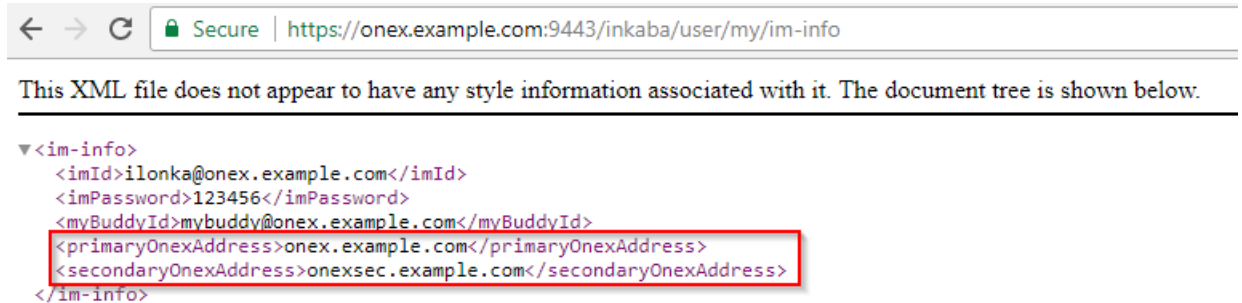 Secure | https://onex.example.com:9443/inkaba/user/my/im-info
This XML file does not appear to have any style information associated with it. The document tree is shown below.
▼<im-info>
<imId>ilonka@onex.example.com</imId>
<imPassword>123456</imPassword>
<myBuddyId>mybuddy@onex.example.com</myBuddyId>
<primaryOnexAddress>onex.example.com</primaryOnexAddress>
<secondaryOnexAddress>onexsec.example.com</secondaryOnexAddress>
</im-info>